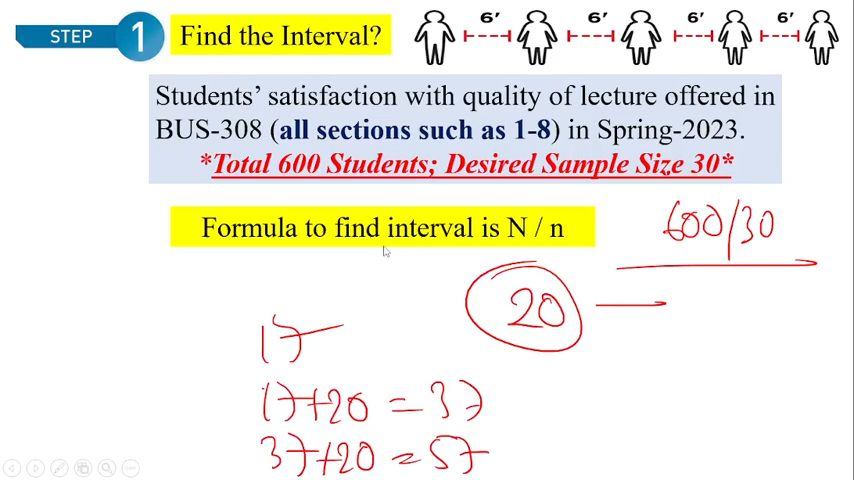 STEP 1 Find the Interval?
6' 6' 6' 6'
Students' satisfaction with quality of lecture offered in
BUS-308 (all sections such as 1-8) in Spring-2023.
*Total 600 Students; Desired Sample Size 30*
Formula to find interval is N / n
600/30
20
17
17+20 = 37
37+20 = 57